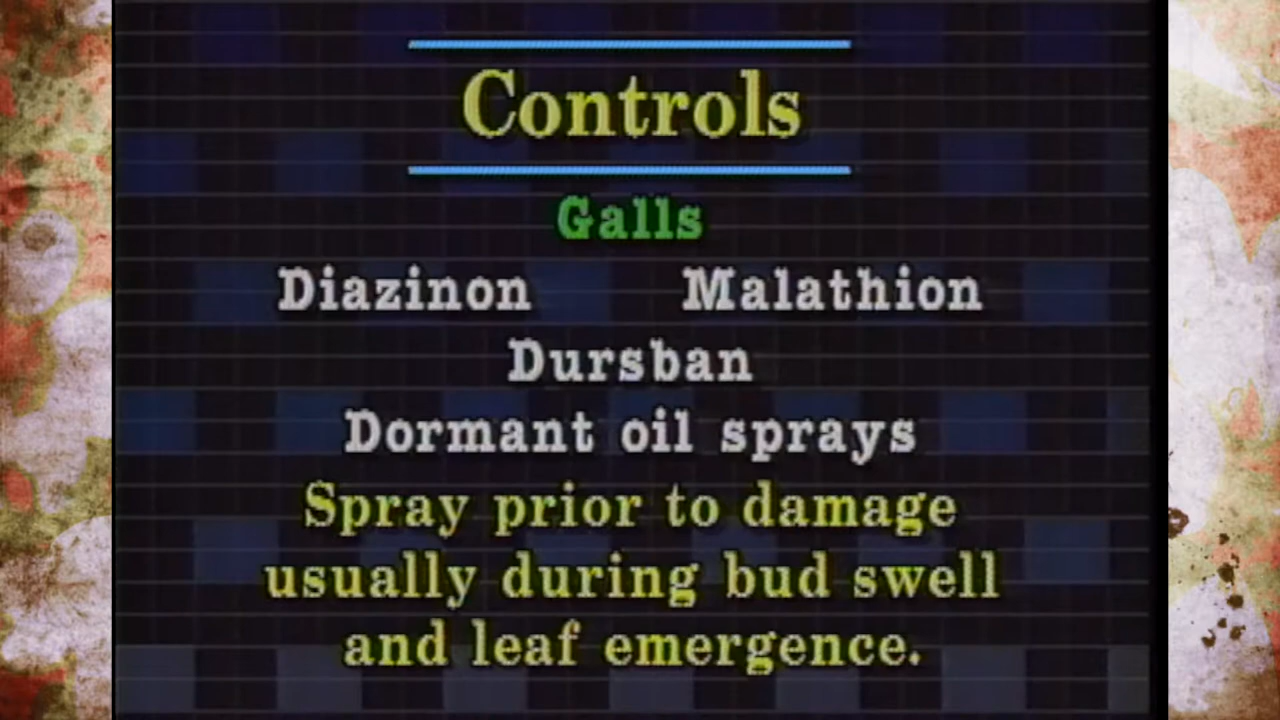 Controls
Galls
Diazinon Malathion
Dursban
Dormant oil sprays
Spray prior to damage
usually during bud swell
and leaf emergence.